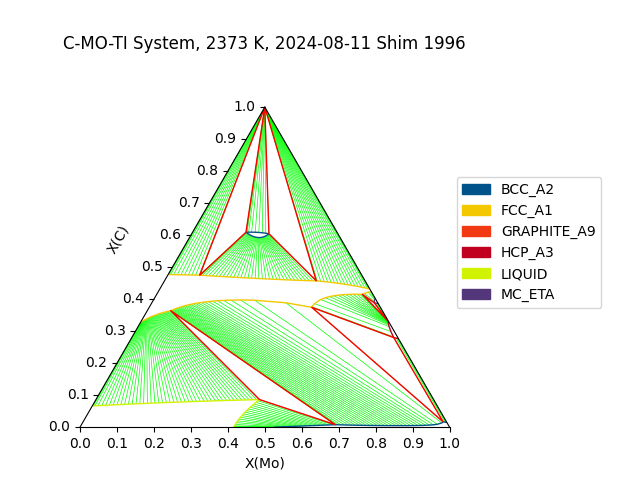 C-MO-TI System, 2373 K, 2024-08-11 Shim 1996
1.0
0.9
0.8
0.7
0.6
0.5
0.4
0.3
0.2
0.1
0.0
X(C)
0.0 0.1 0.2 0.3 0.4 0.5 0.6 0.7 0.8 0.9 1.0
X(Mo)
BCC_A2
FCC_A1
GRAPHITE_A9
HCP_A3
LIQUID
MC_ETA